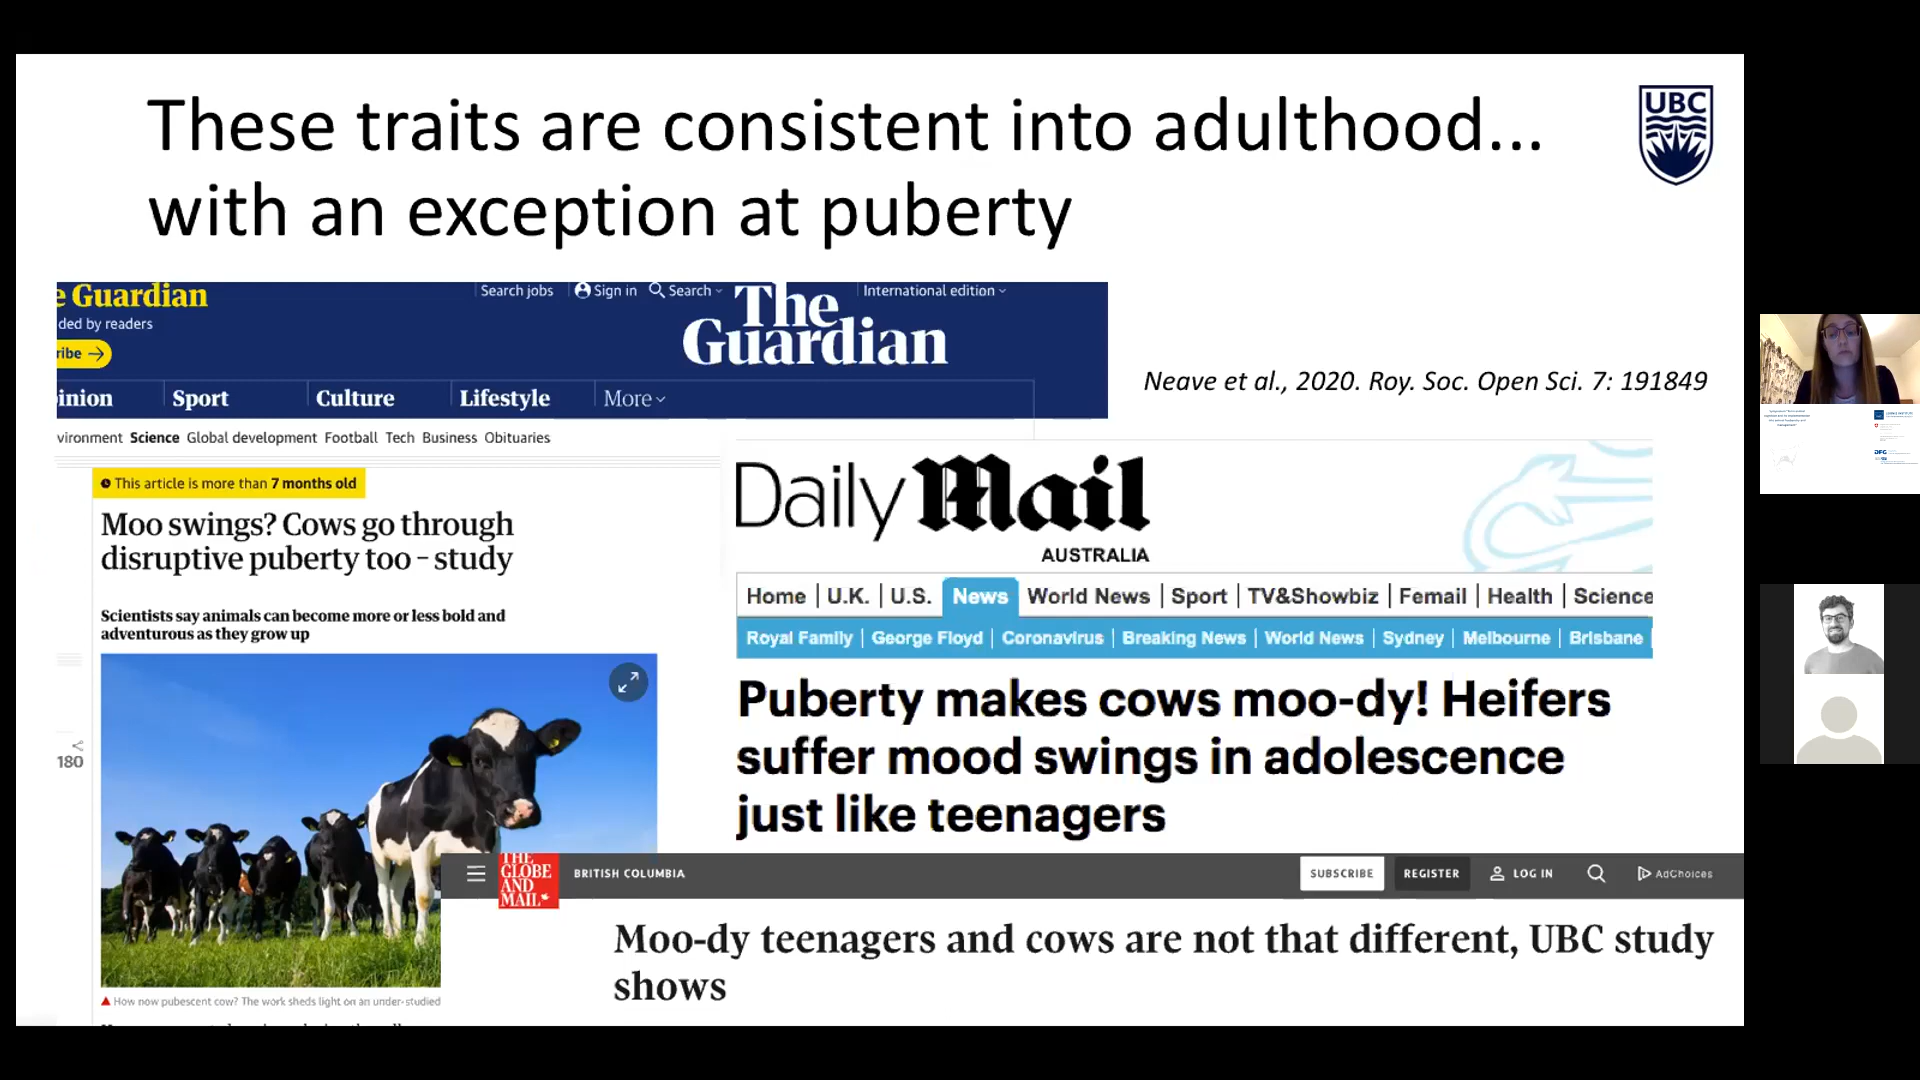 These traits are consistent into adulthood...
with an exception at puberty
UBC
e Guardian
ded by readers
ribe
Search jobs
Sign in
Search
International edition
The
Guardian
inion
Sport
Culture
Lifestyle
More
vironment Science Global development Football Tech Business Obituaries
Neave et al., 2020. Roy. Soc. Open Sci. 7: 191849
This article is more than 7 months old
Moo swings? Cows go through
disruptive puberty too – study
Scientists say animals can become more or less bold and
adventurous as they grow up
180
How now pubescent cow? The work sheds light on an under-studied
Daily Mail
AUSTRALIA
Home | U.K. | U.S. News World News | Sport | TV&Showbiz | Femail | Health | Science
Royal Family | George Floyd | Coronavirus | Breaking News | World News | Sydney | Melbourne | Brisbane |
Puberty makes cows moo-dy! Heifers
suffer mood swings in adolescence
just like teenagers
THE
GLOBE
AND
MAIL
BRITISH COLUMBIA
SUBSCRIBE
REGISTER
LOG IN
AdChoices
Moo-dy teenagers and cows are not that different, UBC study
shows